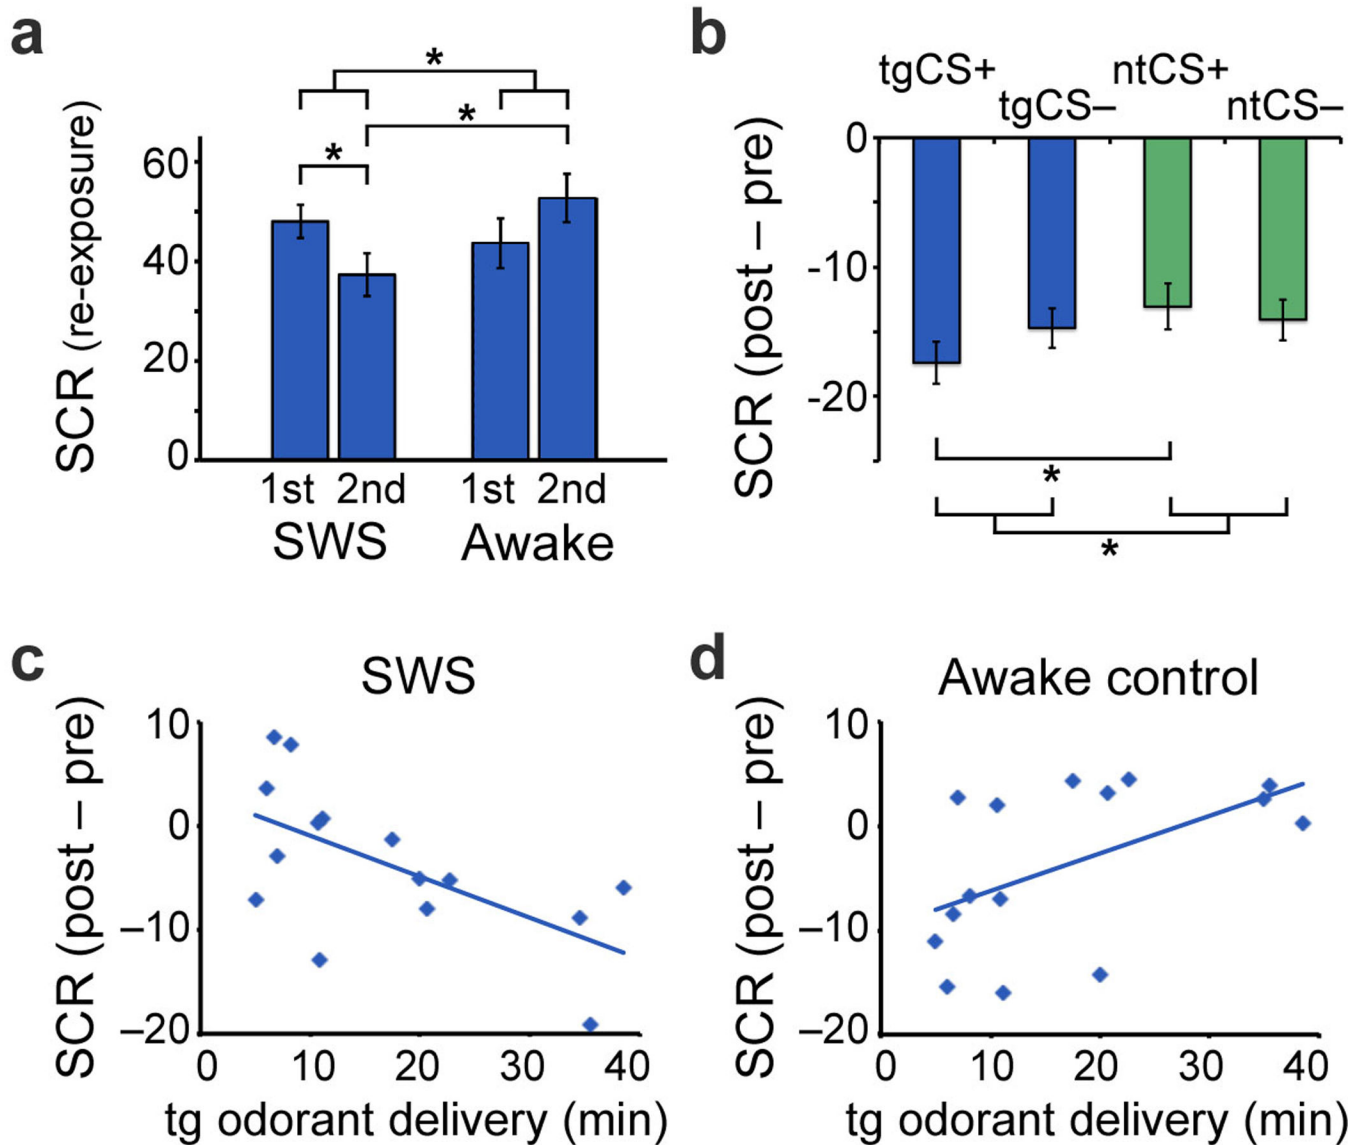 a
*
*
*
SCR (re-exposure)
60
40
20
0
1st 2nd 1st 2nd
SWS Awake
b
tgCS+ ntCS+
tgCS– ntCS–
SCR (post – pre)
0
-10
-20
*
*
c
SWS
SCR (post – pre)
10
0
–10
–20
0 10 20 30 40
tg odorant delivery (min)
d
Awake control
SCR (post – pre)
10
0
–10
–20
0 10 20 30 40
tg odorant delivery (min)